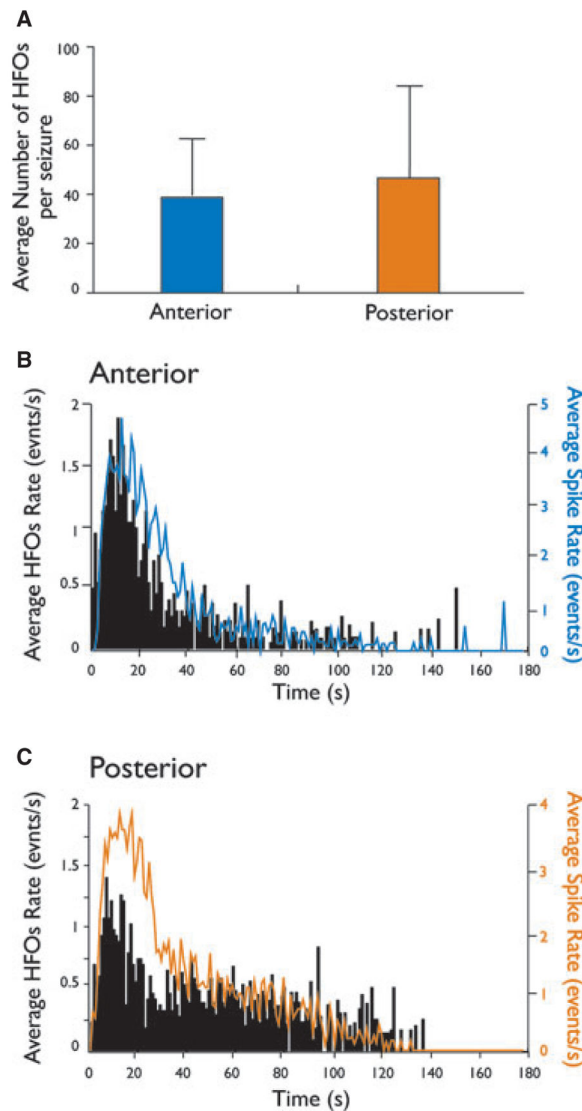 A
Average Number of HFOs
per seizure
100
80
60
40
20
0
Anterior
Posterior
B
Anterior
Average HFOs Rate (evnts/s)
2
1.5
1
0.5
0
Average Spike Rate (events/s)
5
4
3
2
1
0
0 20 40 60 80 100 120 140 160 180
Time (s)
C
Posterior
Average HFOs Rate (evnts/s)
2
1.5
1
0.5
0
Average Spike Rate (events/s)
4
3
2
1
0
0 20 40 60 80 100 120 140 160 180
Time (s)